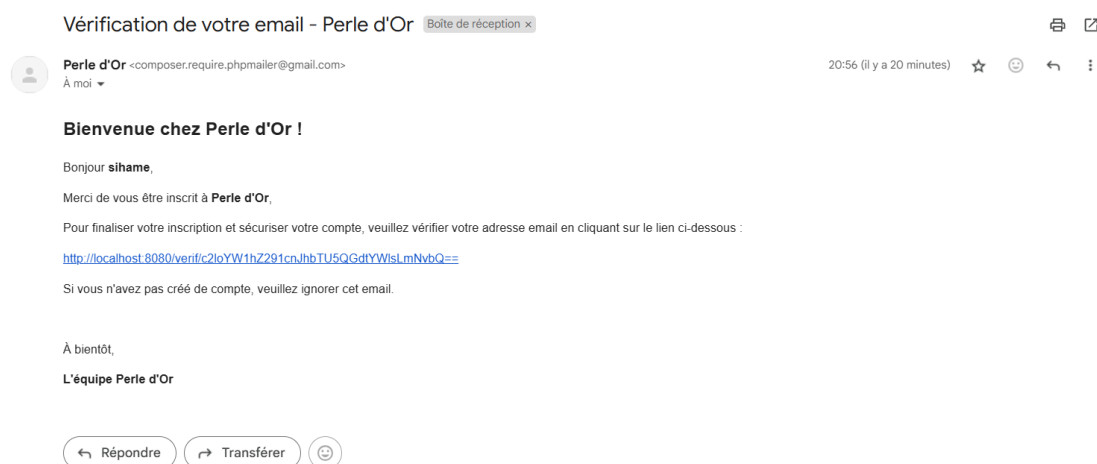 Vérification de votre email - Perle d'Or Boîte de réception ×
Perle d'Or <composer.require.phpmailer@gmail.com> 20:56 (il y a 20 minutes)
À moi
Bienvenue chez Perle d'Or !
Bonjour sihame,
Merci de vous être inscrit à Perle d'Or,
Pour finaliser votre inscription et sécuriser votre compte, veuillez vérifier votre adresse email en cliquant sur le lien ci-dessous :
http://localhost:8080/verif/c2loYW1hZ291cnJhbTU5QGdtYWlsLmNvbQ==
Si vous n'avez pas créé de compte, veuillez ignorer cet email.
À bientôt,
L'équipe Perle d'Or
Répondre Transférer